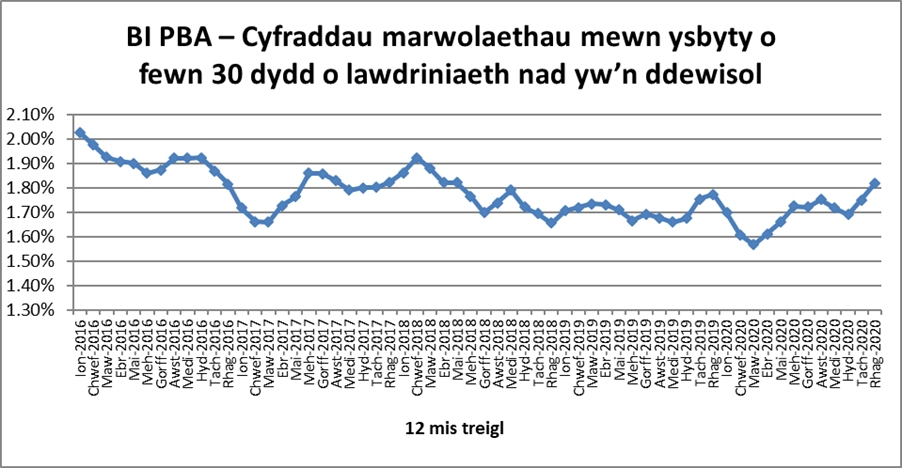 BI PBA – Cyfraddau marwolaethau mewn ysbyty o
fewn 30 dydd o lawdriniaeth nad yw’n ddewisol
2.10%
2.00%
1.90%
1.80%
1.70%
1.60%
1.50%
1.40%
1.30%
Ion-2016
Chwef-2016
Maw-2016
Ebr-2016
Mai-2016
Meh-2016
Gorff-2016
Awst-2016
Medi-2016
Hyd-2016
Tach-2016
Rhag-2016
Ion-2017
Chwef-2017
Maw-2017
Ebr-2017
Mai-2017
Meh-2017
Gorff-2017
Awst-2017
Medi-2017
Hyd-2017
Tach-2017
Rhag-2017
Ion-2018
Chwef-2018
Maw-2018
Ebr-2018
Mai-2018
Meh-2018
Gorff-2018
Awst-2018
Medi-2018
Hyd-2018
Tach-2018
Rhag-2018
Ion-2019
Chwef-2019
Maw-2019
Ebr-2019
Mai-2019
Meh-2019
Gorff-2019
Awst-2019
Medi-2019
Hyd-2019
Tach-2019
Rhag-2019
Ion-2020
Chwef-2020
Maw-2020
Ebr-2020
Mai-2020
Meh-2020
Gorff-2020
Awst-2020
Medi-2020
Hyd-2020
Tach-2020
Rhag-2020
12 mis treigl